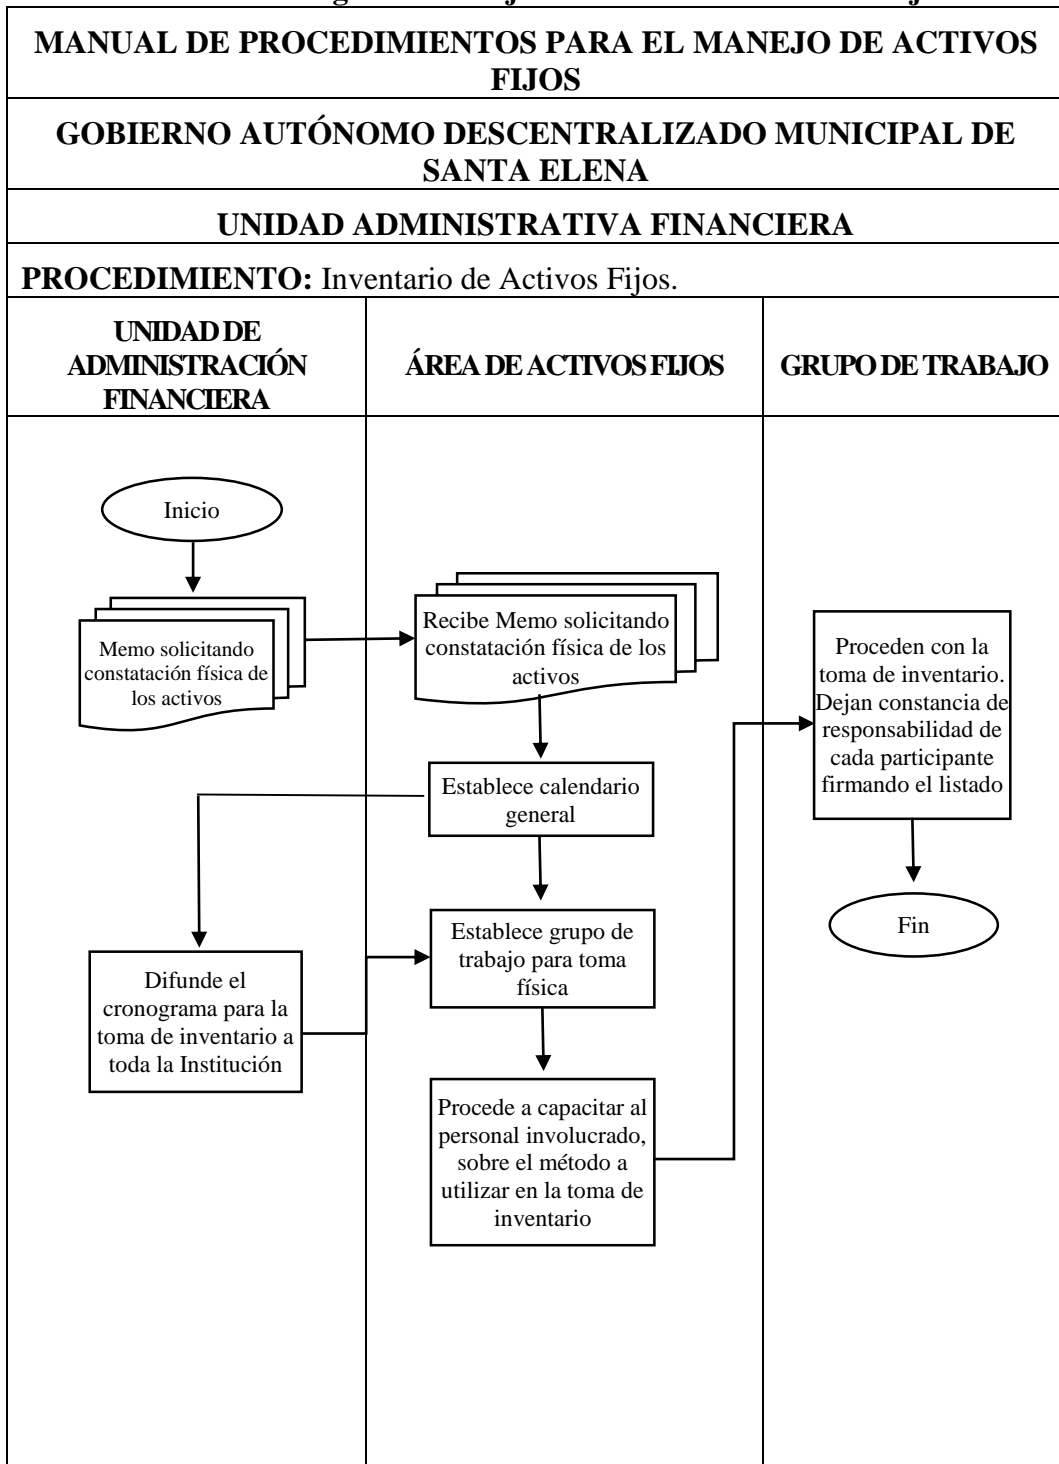 MANUAL DE PROCEDIMIENTOS PARA EL MANEJO DE ACTIVOS
FIJOS
GOBIERNO AUTÓNOMO DESCENTRALIZADO MUNICIPAL DE
SANTA ELENA
UNIDAD ADMINISTRATIVA FINANCIERA
PROCEDIMIENTO: Inventario de Activos Fijos.
UNIDAD DE
ADMINISTRACIÓN
FINANCIERA
ÁREA DE ACTIVOS FIJOS
GRUPO DE TRABAJO
Inicio
Memo solicitando
constatación física de
los activos
Recibe Memo solicitando
constatación física de los
activos
Establece calendario
general
Difunde el
cronograma para la
toma de inventario a
toda la Institución
Establece grupo de
trabajo para toma
física
Procede a capacitar al
personal involucrado,
sobre el método a
utilizar en la toma de
inventario
Proceden con la
toma de inventario.
Dejan constancia de
responsabilidad de
cada participante
firmando el listado
Fin